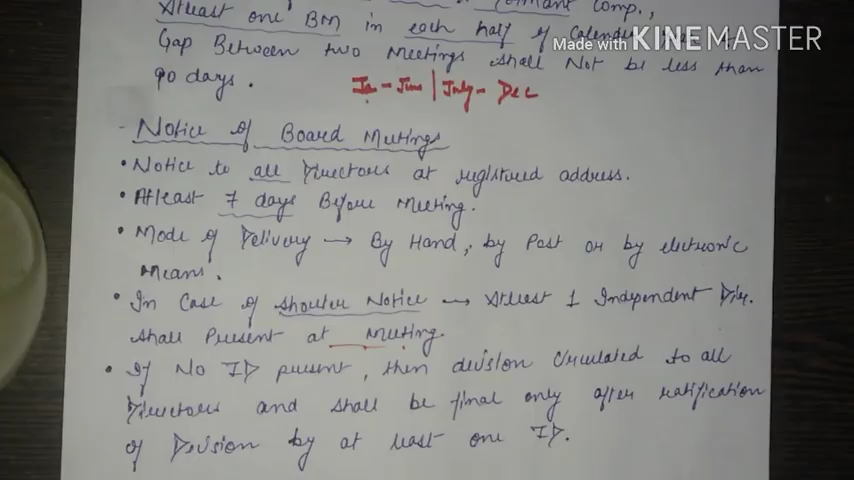 Dormant Comp.,
Atleast one BM in each half of Calendar
Gap Between two Meetings shall Not be less than
90 days.
Jan - June | July - Dec
Made with KINEMASTER
Notice of Board Meetings
• Notice to all Directors at registered address.
• Atleast 7 days Before Meeting.
• Mode of Delivery → By Hand, by Post or by electronic
Means.
• In Case of shorter Notice → Atleast 1 Independent Dir.
shall Present at Meeting.
• If No ID present, then decision Circulated to all
Directors and shall be final only after ratification
of Decision by at least one ID.